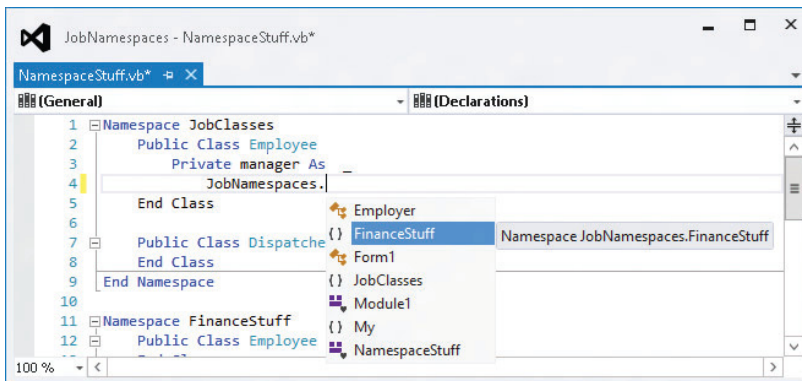 JobNamespaces - NamespaceStuff.vb*
NamespaceStuff.vb*
(General) (Declarations)
1 Namespace JobClasses
2 Public Class Employee
3 Private manager As _
4 JobNamespaces.
5 End Class
6
7 Public Class Dispatche
8 End Class
9 End Namespace
10
11 Namespace FinanceStuff
12 Public Class Employee
Employer
{} FinanceStuff
Form1
{} JobClasses
Module1
{} My
NamespaceStuff
Namespace JobNamespaces.FinanceStuff
100 %